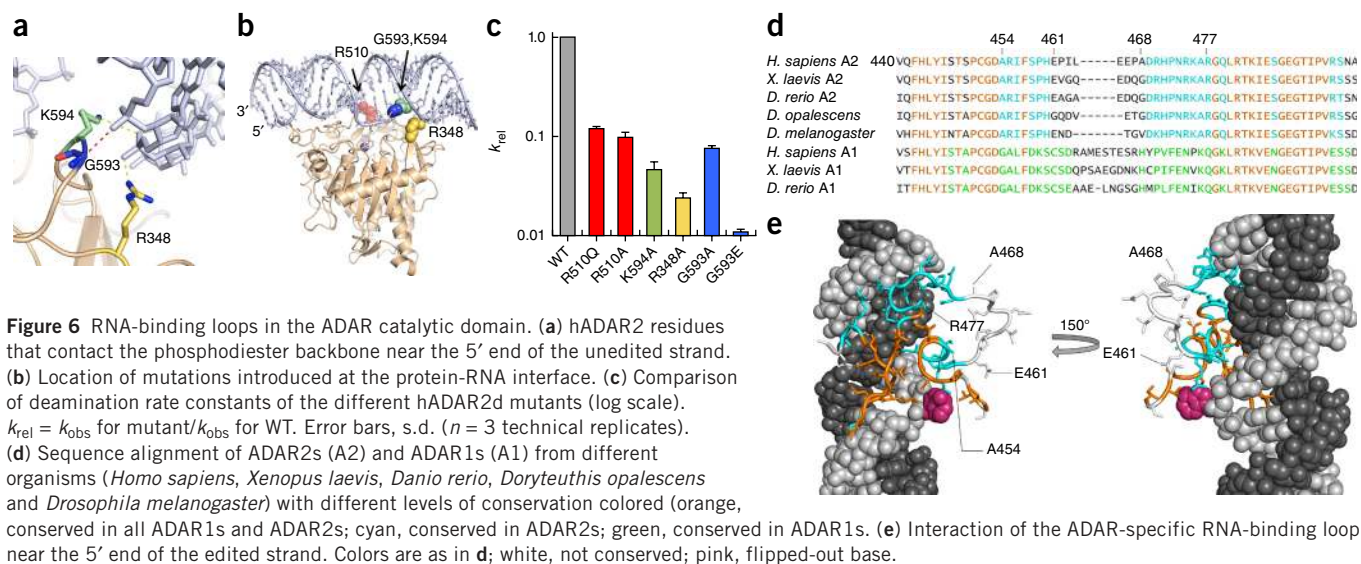 a
K594
G593
R348
b
R510
G593,K594
3′
5′
R348
c
1.0
0.1
0.01
k_rel
WT
R510Q
R510A
K594A
R348A
G593A
G593E
d
454 461 468 477
H. sapiens A2 440 VQFHLYISTSPCGDARIFSPHEPIL-----EEPADRHPNRKARGQLRTKIESGEGTIPVRSNA
X. laevis A2 IQFHLYISTSPCGDARIFSPHEVGQ-----EDQGDRHPNRKARGQLRTKIESGEGTIPVRSSN
D. rerio A2 IQFHLYISTSPCGDARIFSPHEAGA-----EDQGDRHPNRKARGQLRTKIESGEGTIPVRTSN
D. opalescens IQFHLYINTAPCGDARIFSPHGQDV-----ETGGDRHPNRKARGQLRTKIESGEGTIPVRSSG
D. melanogaster VHFHLYINTAPCGDARIFSPHEND------TGVDKHPNRKARGQLRTKIESGEGTIPVKSSD
H. sapiens A1 VSFHLYISTAPCGDGALFDKSCSDRAMESTESRHYPVFENPKQGKLRTKVENGEGTIPVESSD
X. laevis A1 VTFHLYISTAPCGDGALFDKSCSDQPSAEGDNKHCPIFENVKQGKLRTKVENGEGTIPVESSD
D. rerio A1 ITFHLYISTAPCGDGALFDKSCSEAAE-LNGSGHMPLFENIKQGKLRTKVENGEGTIPVESSD
e
A468
R477
E461
A454
150°
A468
E461
Figure 6 RNA-binding loops in the ADAR catalytic domain. (a) hADAR2 residues
that contact the phosphodiester backbone near the 5′ end of the unedited strand.
(b) Location of mutations introduced at the protein-RNA interface. (c) Comparison
of deamination rate constants of the different hADAR2d mutants (log scale).
k_rel = k_obs for mutant/k_obs for WT. Error bars, s.d. (n = 3 technical replicates).
(d) Sequence alignment of ADAR2s (A2) and ADAR1s (A1) from different
organisms (Homo sapiens, Xenopus laevis, Danio rerio, Doryteuthis opalescens
and Drosophila melanogaster) with different levels of conservation colored (orange,
conserved in all ADAR1s and ADAR2s; cyan, conserved in ADAR2s; green, conserved in ADAR1s. (e) Interaction of the ADAR-specific RNA-binding loop
near the 5′ end of the edited strand. Colors are as in d; white, not conserved; pink, flipped-out base.